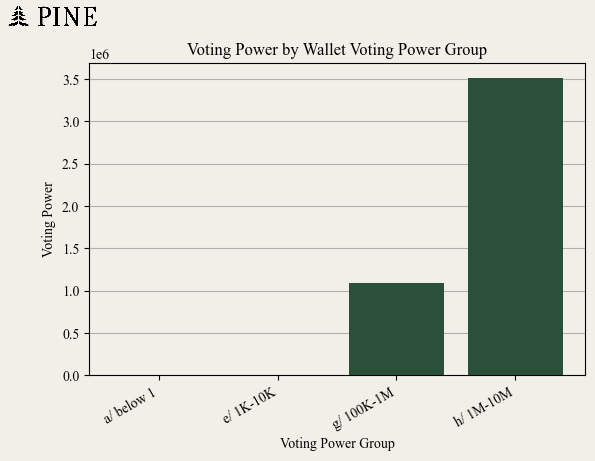 PINE
Voting Power by Wallet Voting Power Group
1e6
3.5
3.0
2.5
2.0
1.5
1.0
0.5
0.0
Voting Power
a/ below 1
e/ 1K-10K
g/ 100K-1M
h/ 1M-10M
Voting Power Group